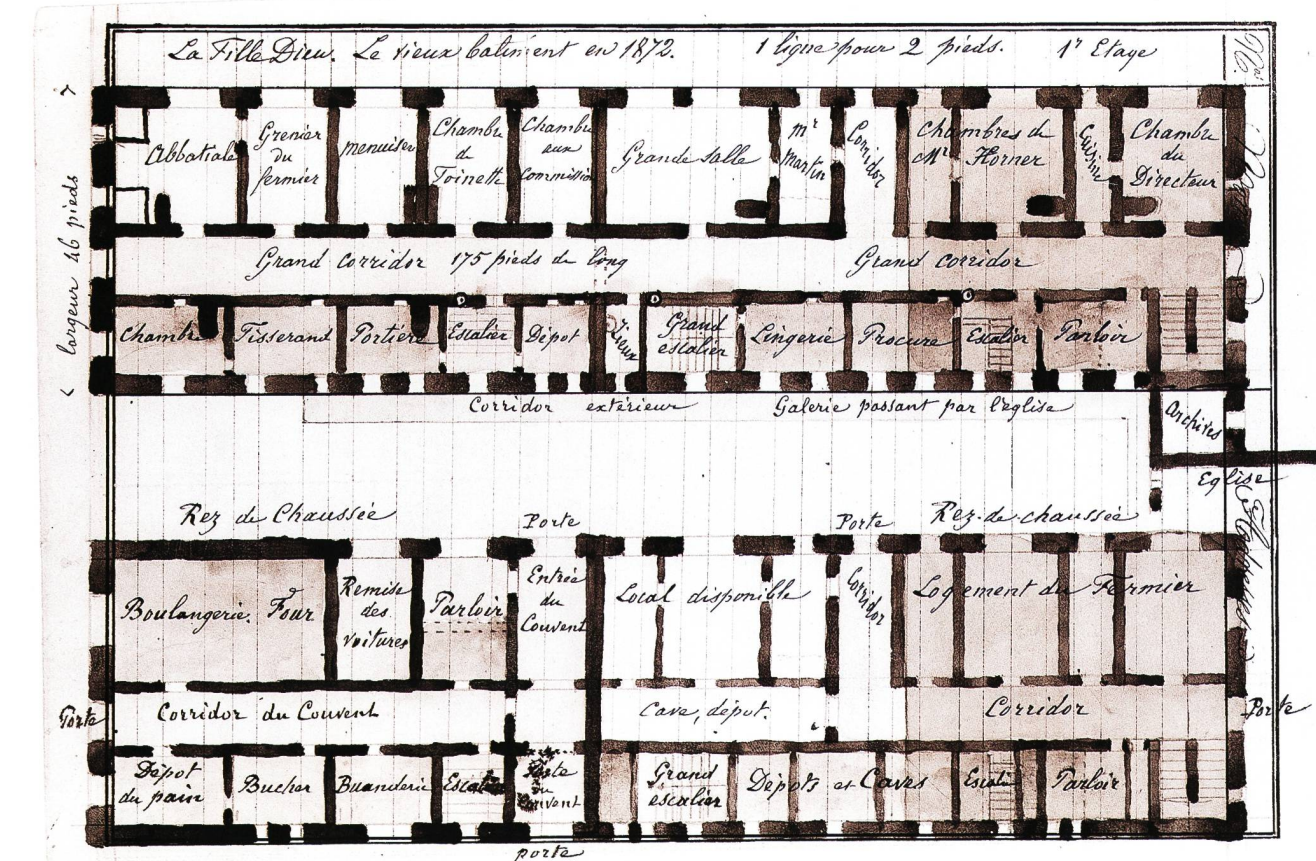 La Fille Dieu. Le vieux batiment en 1872. 1 ligne pour 2 pieds. 1r Etage
largeur 46 pieds
Abbatiale
Grenier
du
fermier
menuisier
Chambre
de
Toinette
Chambre
aux
Commissions
Grande salle
Mr
Martin
Corridor
Chambres de
Mr Horner
Cuisine
Chambre
du
Directeur
Grand corridor 175 pieds de long
Grand corridor
Chambre
Tisserand
Portière
Escalier
Dépot
Lieux
Grand
escalier
Lingerie
Procure
Escalier
Parloir
Corridor extérieur
Galerie passant par l'église
Archives
Eglise
Rez de Chaussée
Porte
Porte
Rez-de-chaussée
Boulangerie. Four
Remise
des
voitures
Parloir
Entrée
du
Couvent
Local disponible
Corridor
Logement du Fermier
Porte
Corridor du Couvent
Cave, dépot.
Corridor
Porte
Dépot
du pain
Bucher
Buanderie
Escalier
Porte
du
Couvent
Grand
escalier
Dépots et Caves
Escalier
Parloir
porte